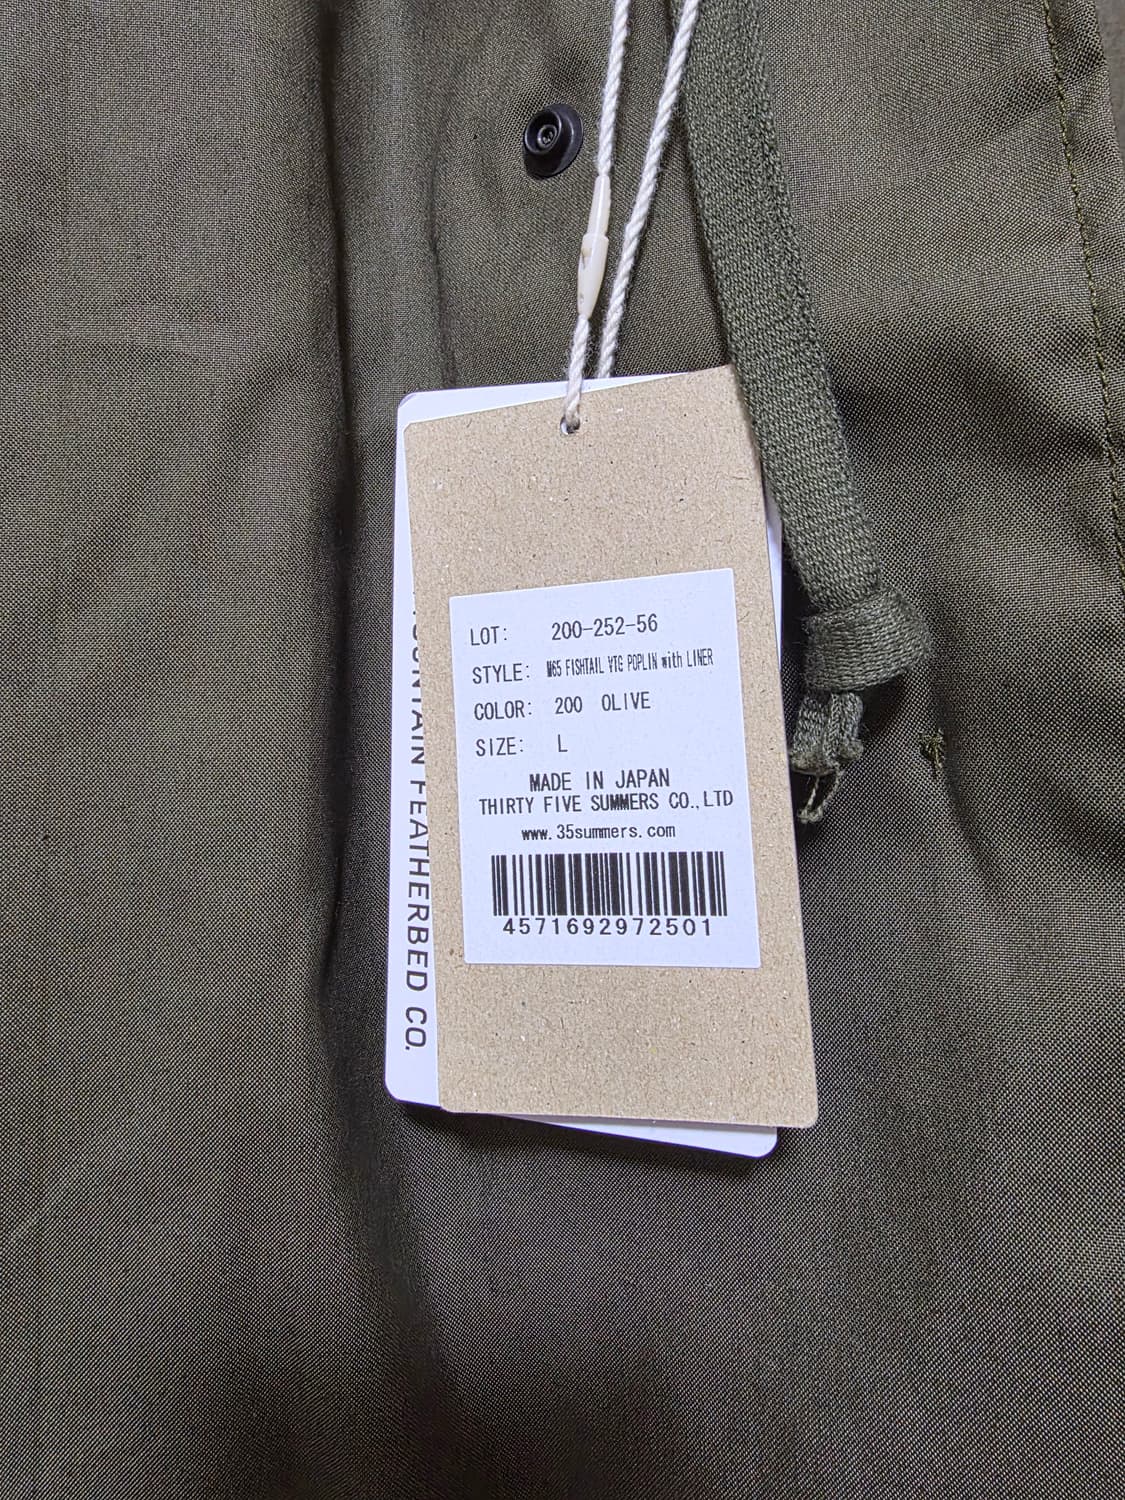 LOT: 200-252-56
STYLE: M65 FISHTAIL VTG POPLIN with LINER
COLOR: 200 OLIVE
SIZE: L
MADE IN JAPAN
THIRTY FIVE SUMMERS CO.,LTD
www.35summers.com
4571692972501
MOUNTAIN FEATHERBED CO.